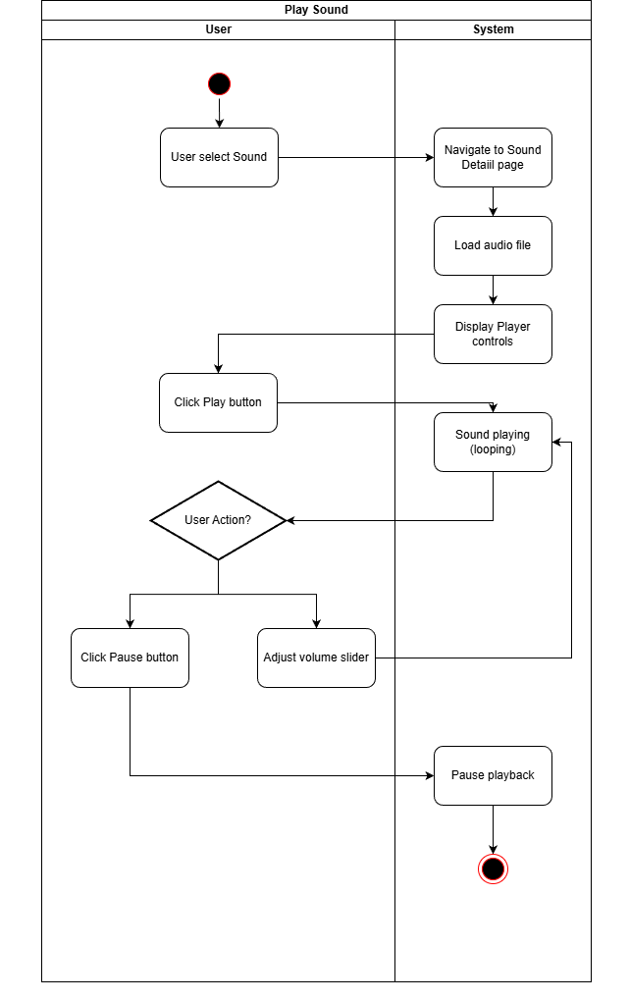 Play Sound
User
System
User select Sound
Navigate to Sound
Detaiil page
Load audio file
Display Player
controls
Click Play button
Sound playing
(looping)
User Action?
Click Pause button
Adjust volume slider
Pause playback